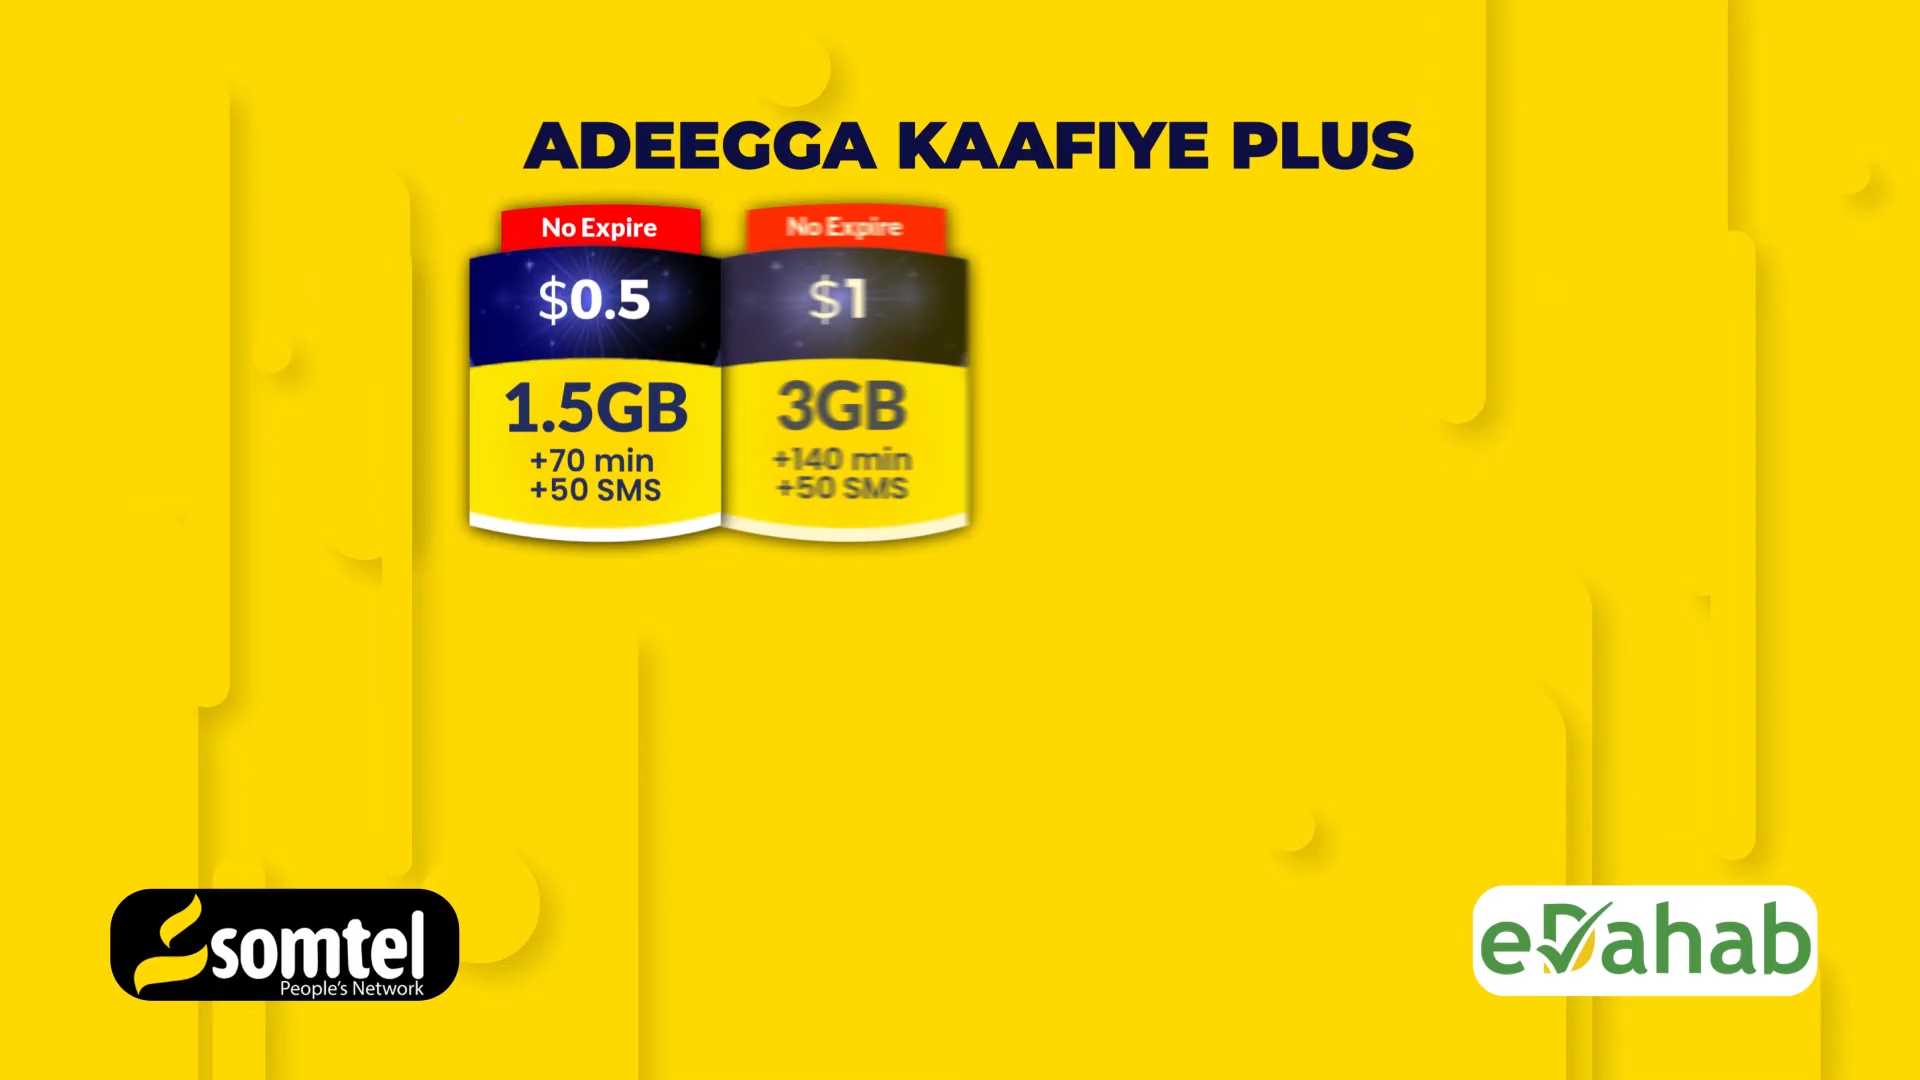 ADEEGGA KAAFIYE PLUS
No Expire
$0.5
1.5GB
+70 min
+50 SMS
No Expire
$1
3GB
+140 min
+50 SMS
somtel
People's Network
eDahab